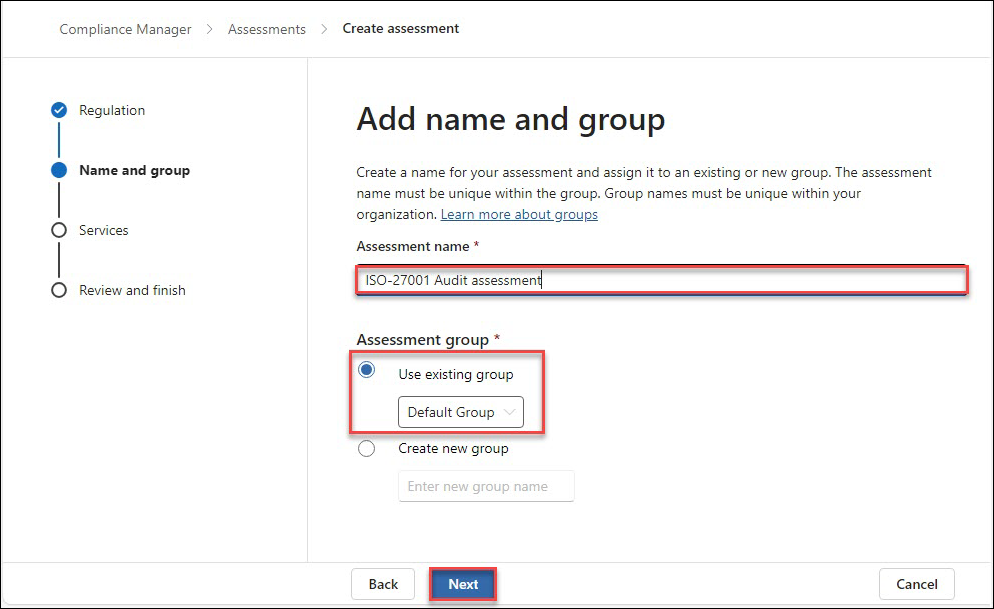 Compliance Manager > Assessments > Create assessment
Regulation
Name and group
Services
Review and finish
Add name and group
Create a name for your assessment and assign it to an existing or new group. The assessment
name must be unique within the group. Group names must be unique within your
organization. Learn more about groups
Assessment name *
ISO-27001 Audit assessment
Assessment group *
Use existing group
Default Group
Create new group
Enter new group name
Back Next Cancel